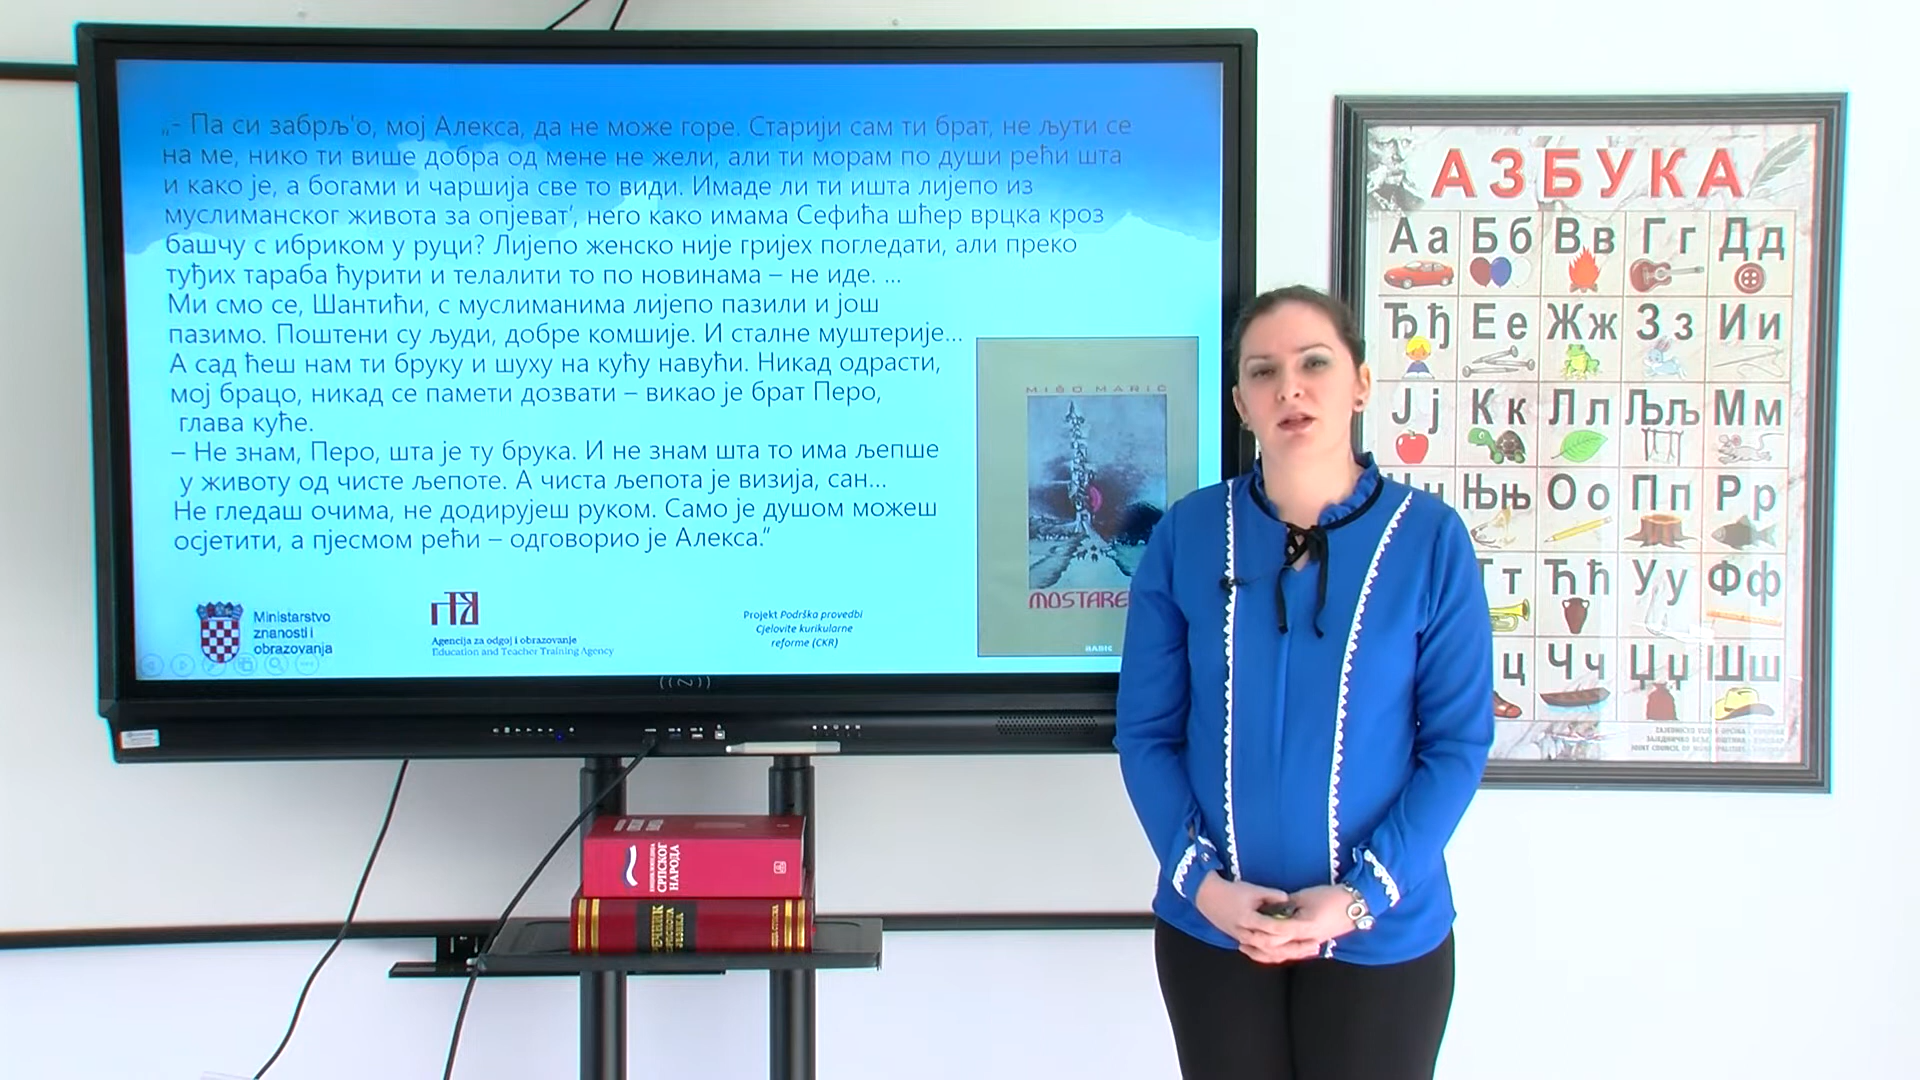 „- Па си забрљ'о, мој Алекса, да не може горе. Старији сам ти брат, не љути се
на ме, нико ти више добра од мене не жели, али ти морам по души рећи шта
и како је, а богами и чаршија све то види. Имаде ли ти ишта лијепо из
муслиманског живота за опјеват', него како имама Сефића шћер врцка кроз
башчу с ибриком у руци? Лијепо женско није гријех погледати, али преко
туђих тараба ћурити и телалити то по новинама – не иде. ...
Ми смо се, Шантићи, с муслиманима лијепо пазили и још
пазимо. Поштени су људи, добре комшије. И сталне муштерије...
А сад ћеш нам ти бруку и шуху на кућу навући. Никад одрасти,
мој брацо, никад се памети дозвати – викао је брат Перо,
глава куће.
– Не знам, Перо, шта је ту брука. И не знам шта то има љепше
у животу од чисте љепоте. А чиста љепота је визија, сан...
Не гледаш очима, не додирујеш руком. Само је душом можеш
осјетити, а пјесмом рећи – одговорио је Алекса.“
MIŠO MARIĆ
MOSTARE
BABIĆ
Ministarstvo
znanosti i
obrazovanja
Agencija za odgoj i obrazovanje
Education and Teacher Training Agency
Projekt Podrška provedbi
Cjelovite kurikularne
reforme (CKR)
АЗБУКА
Аа Бб Вв Гг Дд
Ђђ Ее Жж Зз Ии
Јј Кк Лл Љљ Мм
Њњ Оо Пп Рр
т Ћћ Уу Фф
ц Чч Џџ Шш
СРПСКОГ
НАРОДА